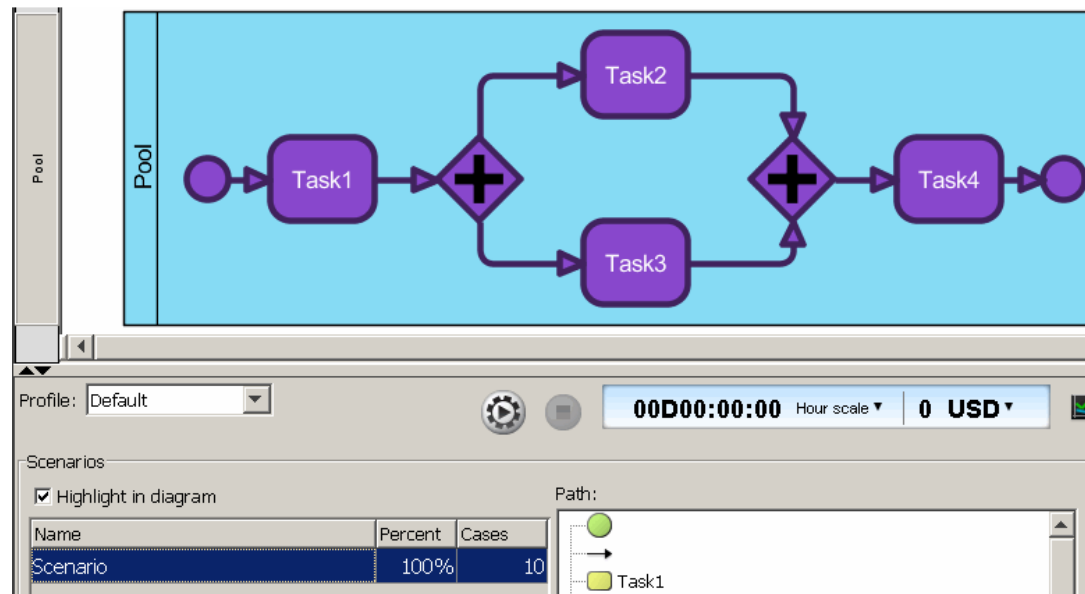 Pool
Pool
Task1
Task2
Task3
Task4
Profile: Default
00D00:00:00 Hour scale 0 USD
Scenarios
Highlight in diagram
Path:
Name Percent Cases
Scenario 100% 10
Task1